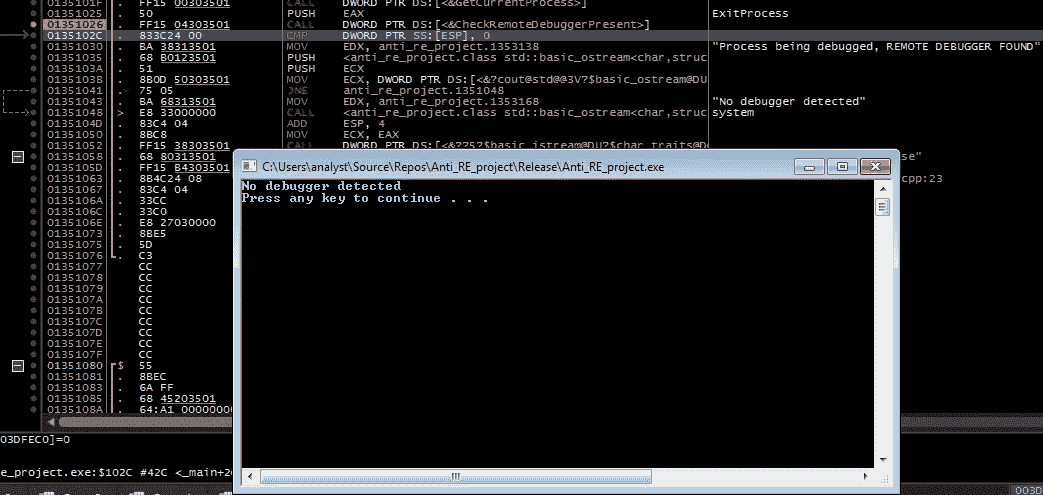 0135101F . FF15 00303501 CALL DWORD PTR DS:[<&GetCurrentProcess>]
01351025 . 50 PUSH EAX ExitProcess
01351026 . FF15 04303501 CALL DWORD PTR DS:[<&CheckRemoteDebuggerPresent>]
0135102C . 833C24 00 CMP DWORD PTR SS:[ESP], 0
01351030 . BA 38313501 MOV EDX, anti_re_project.1353138 "Process being debugged, REMOTE DEBUGGER FOUND"
01351035 . 68 B0123501 PUSH <anti_re_project.class std::basic_ostream<char,struc
. 51 PUSH ECX
. 8B0D 50303501 MOV ECX, DWORD PTR DS:[<&?cout@std@@3V?$basic_ostream@DU
01351041 . 75 05 JNE anti_re_project.1351048
01351043 . BA 68313501 MOV EDX, anti_re_project.1353168 "No debugger detected"
01351048 > E8 33000000 CALL <anti_re_project.class std::basic_ostream<char,struc system
0135104D . 83C4 04 ADD ESP, 4
01351050 . 8BC8 MOV ECX, EAX
. FF15 38303501 CALL DWORD PTR DS:[<&??5?$basic_istream@DU?$char_traits@D
01351058 . 68 80313501 se"
0135105D . FF15 B4303501
01351063 . 8B4C24 08 cpp:23
01351067 . 83C4 04
0135106A . 33CC
0135106C . 33C0
0135106E . E8 27030000
01351073 . 8BE5
01351075 . 5D
01351076 . C3
01351077 CC
01351078 CC
01351079 CC
0135107A CC
0135107B CC
0135107C CC
0135107D CC
0135107E CC
0135107F CC
01351080 $ 55
01351081 . 8BEC
01351083 . 6A FF
01351085 . 68 45203501
0135108A . 64:A1 0000000
C:\Users\analyst\Source\Repos\Anti_RE_project\Release\Anti_RE_project.exe
No debugger detected
Press any key to continue . . .
03DFEC0]=0
e_project.exe:$102C #42C <_main+2
003D